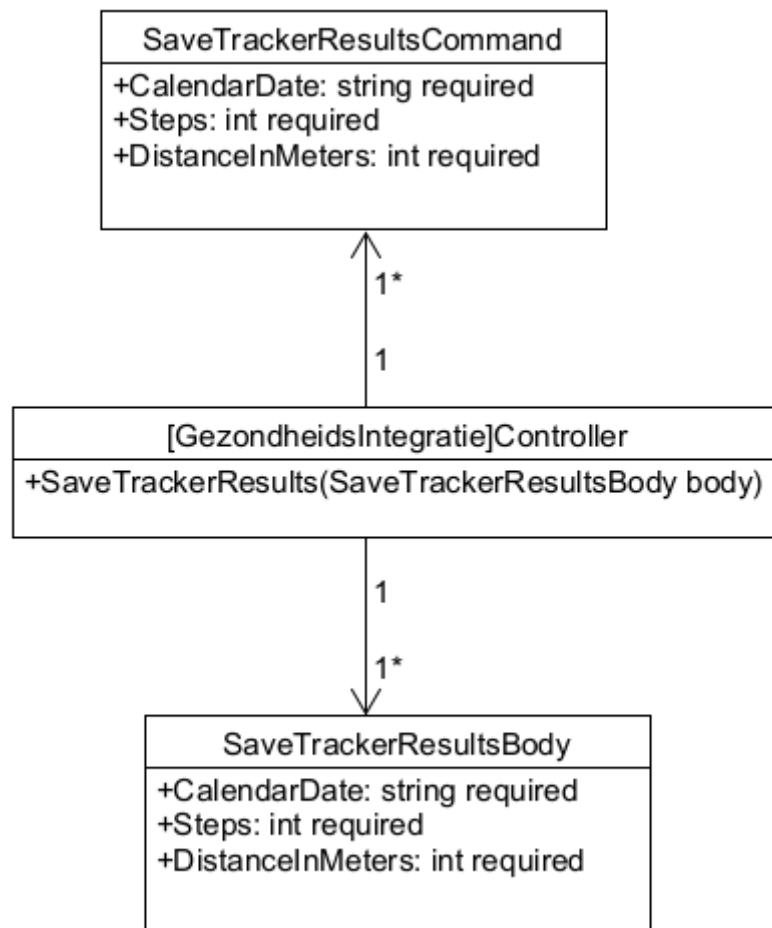 SaveTrackerResultsCommand
+CalendarDate: string required
+Steps: int required
+DistanceInMeters: int required
1*
1
[GezondheidsIntegratie]Controller
+SaveTrackerResults(SaveTrackerResultsBody body)
1
1*
SaveTrackerResultsBody
+CalendarDate: string required
+Steps: int required
+DistanceInMeters: int required